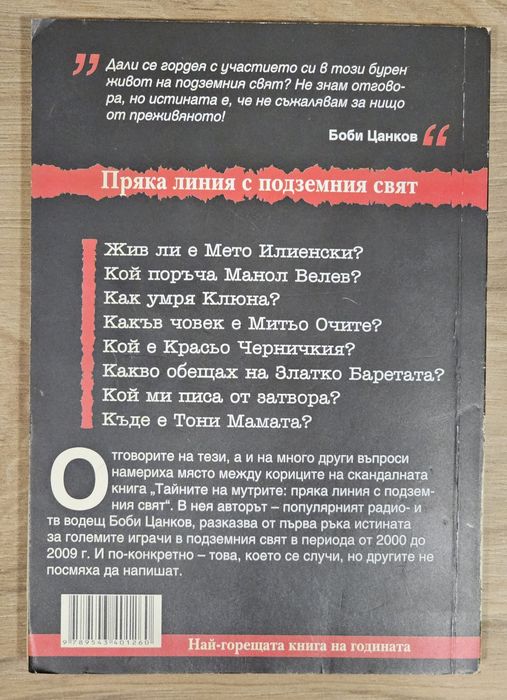 „ Дали се гордея с участието си в този бурен
живот на подземния свят? Не знам отгово-
ра, но истината е, че не съжалявам за нищо
от преживяното!
Боби Цанков “
Пряка линия с подземния свят
Жив ли е Мето Илиенски?
Кой поръча Манол Велев?
Как умря Клюна?
Какъв човек е Митьо Очите?
Кой е Красьо Черничкия?
Какво обещах на Златко Баретата?
Кой ми писа от затвора?
Къде е Тони Мамата?
Отговорите на тези, а и на много други въпроси
намериха място между кориците на скандалната
книга „Тайните на мутрите: пряка линия с подзем-
ния свят“. В нея авторът – популярният радио- и
тв водещ Боби Цанков, разказва от първа ръка истината
за големите играчи в подземния свят в периода от 2000 до
2009 г. И по-конкретно – това, което се случи, но другите не
посмяха да напишат.
9 789543 401260
Най-горещата книга на годината